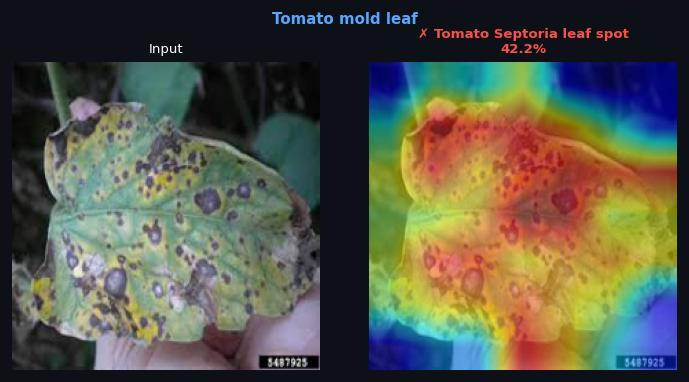 Tomato mold leaf
Input
✗ Tomato Septoria leaf spot
42.2%
5487925
5487925